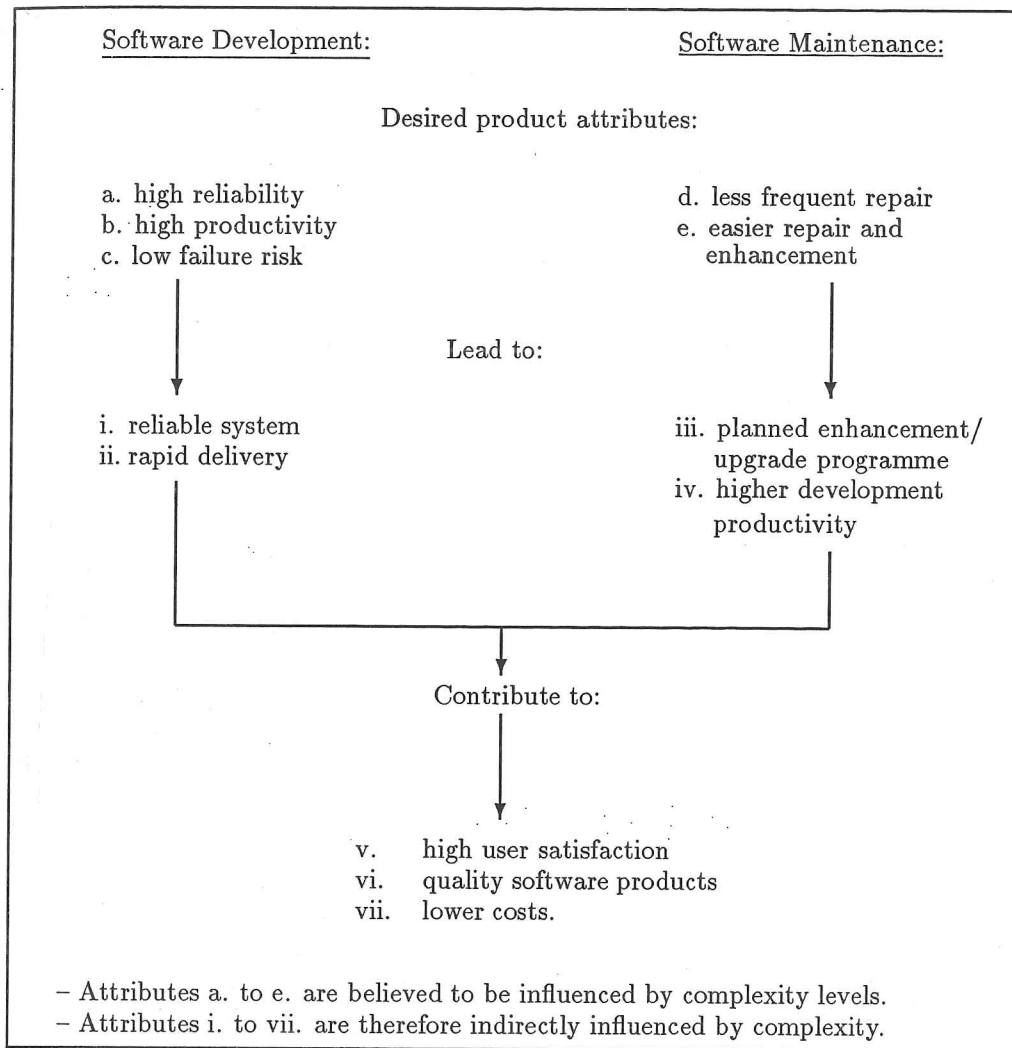 Software Development:
Software Maintenance:
Desired product attributes:
a. high reliability
b. high productivity
c. low failure risk
d. less frequent repair
e. easier repair and
enhancement
Lead to:
i. reliable system
ii. rapid delivery
iii. planned enhancement/
upgrade programme
iv. higher development
productivity
Contribute to:
v. high user satisfaction
vi. quality software products
vii. lower costs.
– Attributes a. to e. are believed to be influenced by complexity levels.
– Attributes i. to vii. are therefore indirectly influenced by complexity.